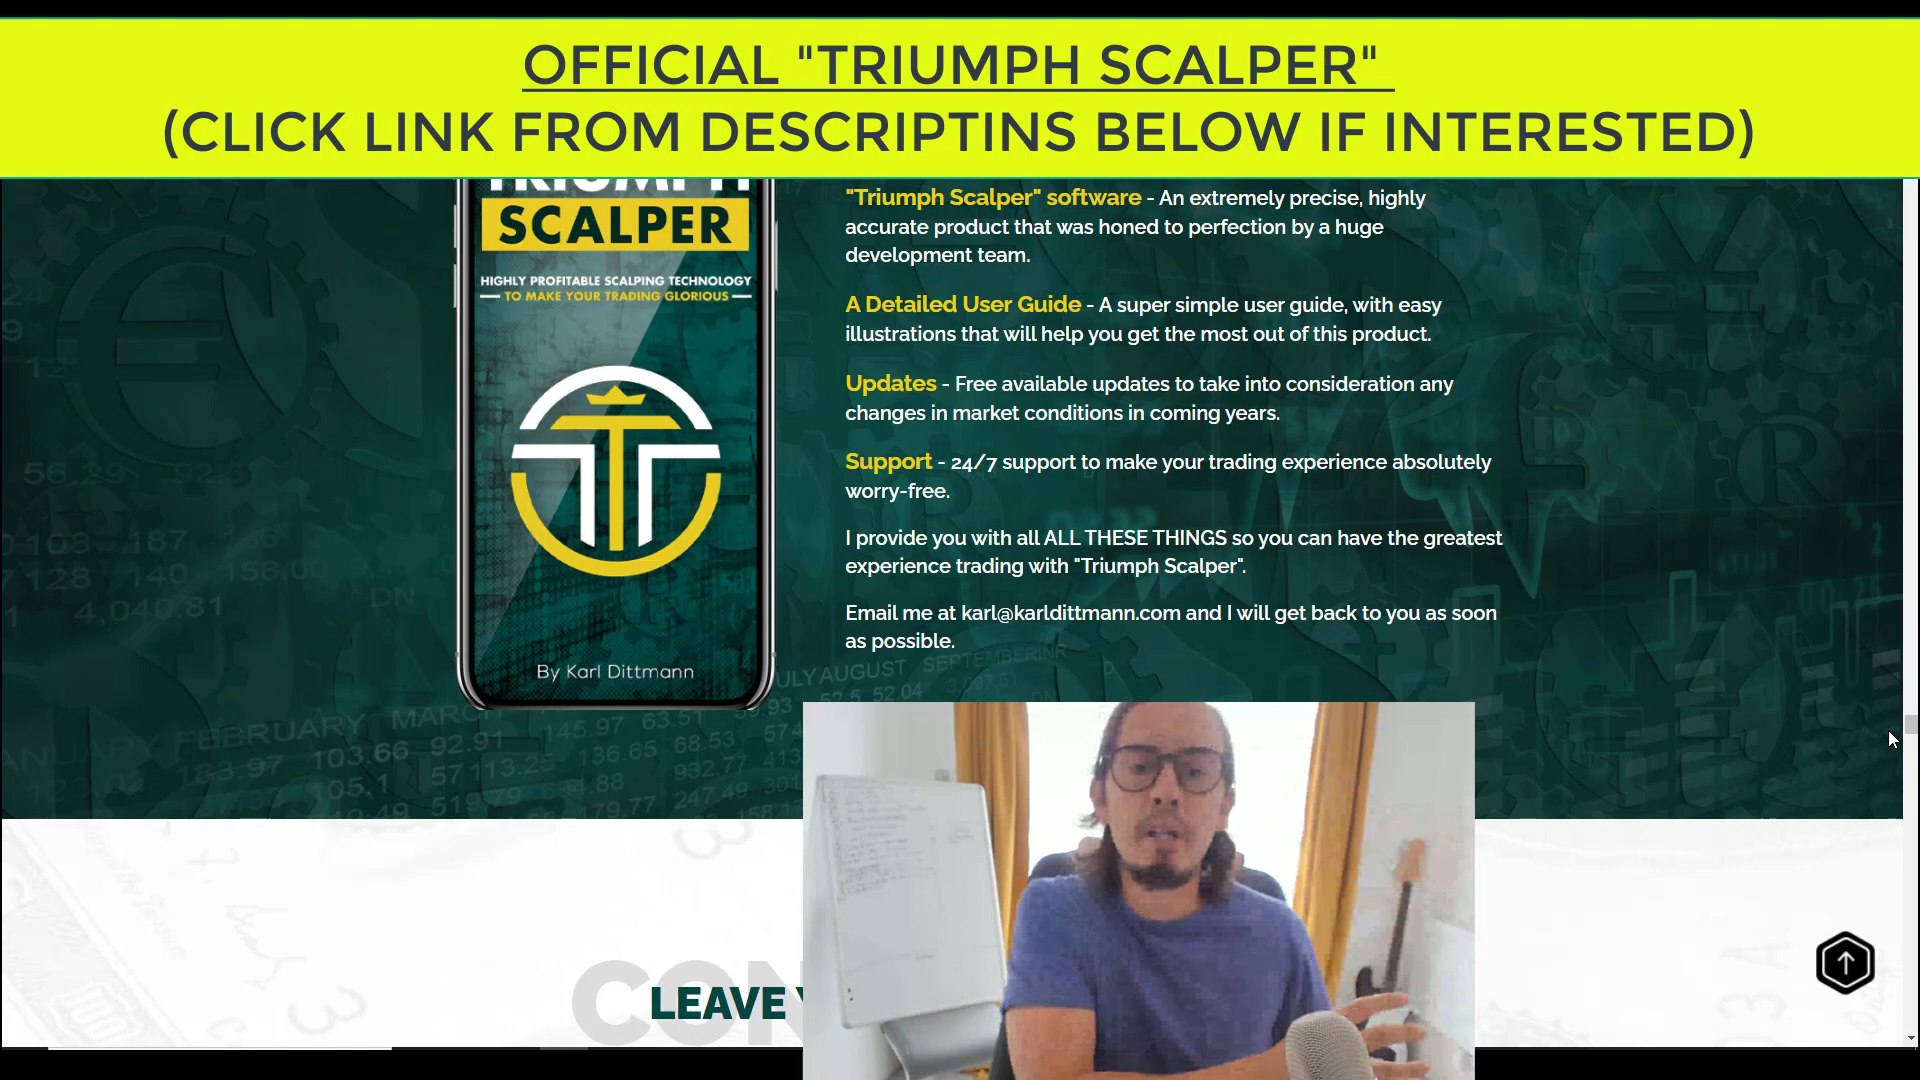 OFFICIAL "TRIUMPH SCALPER"
(CLICK LINK FROM DESCRIPTINS BELOW IF INTERESTED)
TRIUMPH
SCALPER
HIGHLY PROFITABLE SCALPING TECHNOLOGY
TO MAKE YOUR TRADING GLORIOUS
By Karl Dittmann
"Triumph Scalper" software - An extremely precise, highly
accurate product that was honed to perfection by a huge
development team.
A Detailed User Guide - A super simple user guide, with easy
illustrations that will help you get the most out of this product.
Updates - Free available updates to take into consideration any
changes in market conditions in coming years.
Support - 24/7 support to make your trading experience absolutely
worry-free.
I provide you with all ALL THESE THINGS so you can have the greatest
experience trading with "Triumph Scalper".
Email me at karl@karldittmann.com and I will get back to you as soon
as possible.
CON
LEAVE